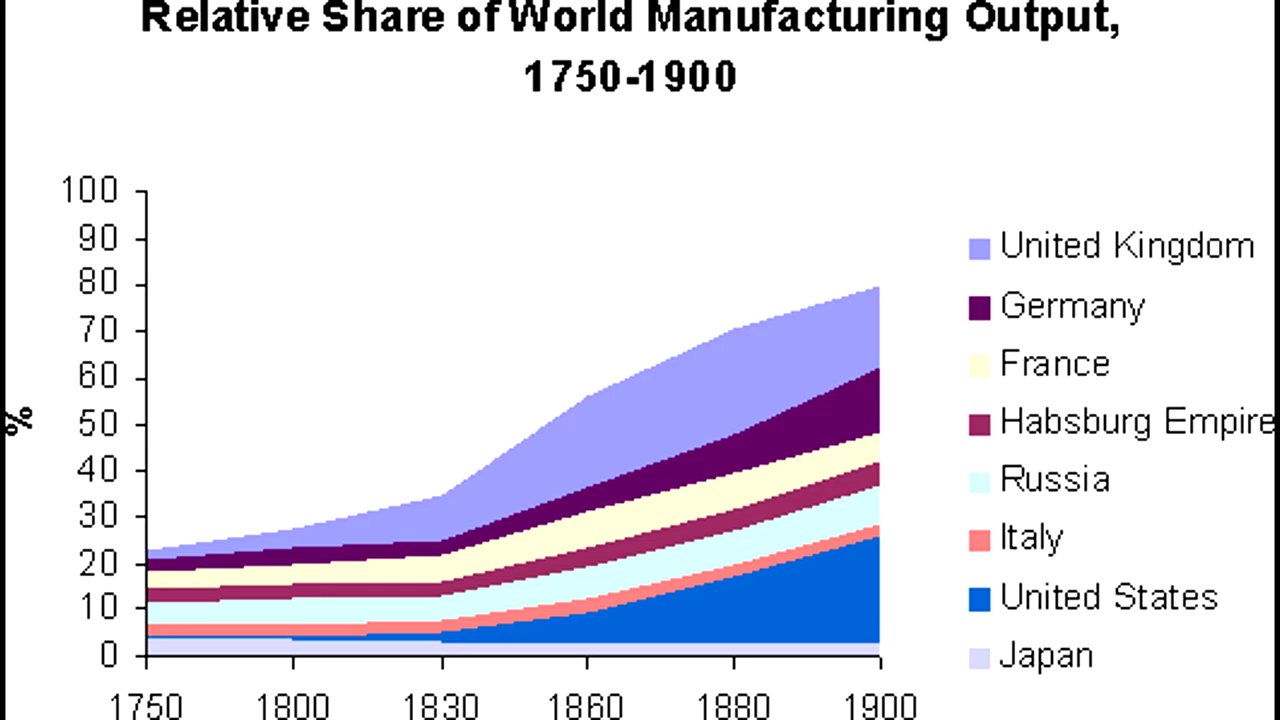 Relative Share of World Manufacturing Output,
1750-1900
100
90
80
70
60
50
40
30
20
10
0
%
1750 1800 1830 1860 1880 1900
United Kingdom
Germany
France
Habsburg Empire
Russia
Italy
United States
Japan